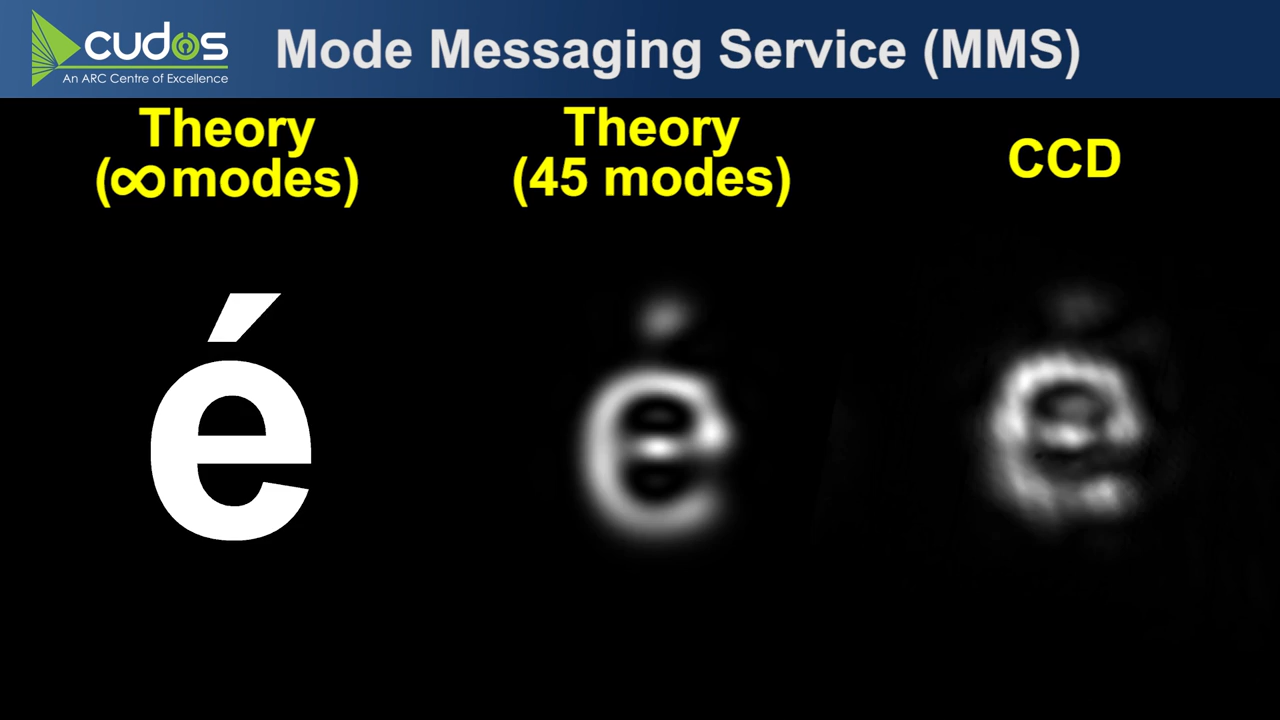 cudos
An ARC Centre of Excellence
Mode Messaging Service (MMS)
Theory
(∞ modes)
Theory
(45 modes)
CCD
é
é
é